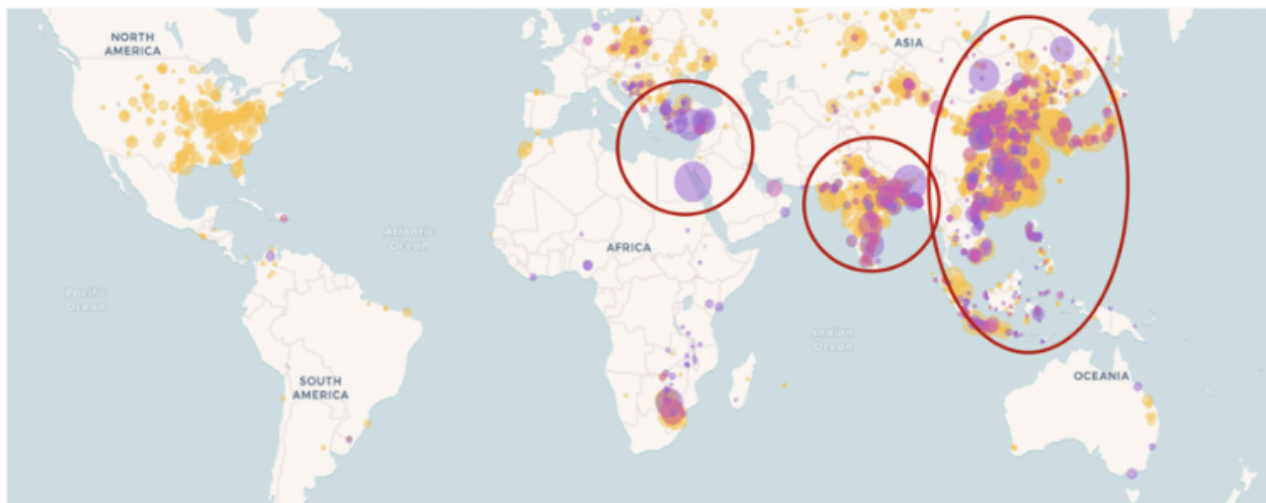 NORTH
AMERICA
ASIA
Atlantic
Ocean
AFRICA
Pacific
Ocean
Indian
Ocean
SOUTH
AMERICA
OCEANIA